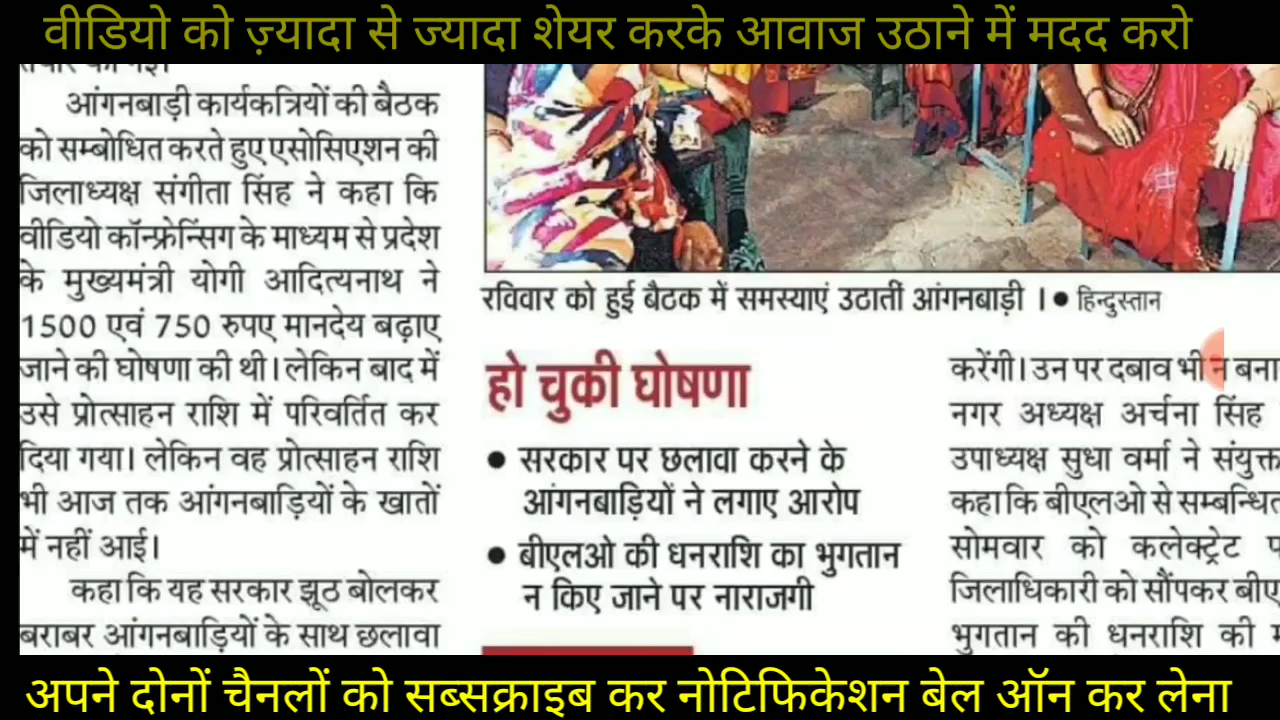 वीडियो को ज़्यादा से ज्यादा शेयर करके आवाज उठाने में मदद करो
आंगनबाड़ी कार्यकत्रियों की बैठक
को सम्बोधित करते हुए एसोसिएशन की
जिलाध्यक्ष संगीता सिंह ने कहा कि
वीडियो कॉन्फ्रेन्सिंग के माध्यम से प्रदेश
के मुख्यमंत्री योगी आदित्यनाथ ने
1500 एवं 750 रुपए मानदेय बढ़ाए
जाने की घोषणा की थी। लेकिन बाद में
उसे प्रोत्साहन राशि में परिवर्तित कर
दिया गया। लेकिन वह प्रोत्साहन राशि
भी आज तक आंगनबाड़ियों के खातों
में नहीं आई।
कहा कि यह सरकार झूठ बोलकर
बराबर आंगनबाड़ियों के साथ छलावा
रविवार को हुई बैठक में समस्याएं उठातीं आंगनबाड़ी । ● हिन्दुस्तान
हो चुकी घोषणा
● सरकार पर छलावा करने के
आंगनबाड़ियों ने लगाए आरोप
● बीएलओ की धनराशि का भुगतान
न किए जाने पर नाराजगी
करेंगी। उन पर दबाव भी न बना
नगर अध्यक्ष अर्चना सिंह
उपाध्यक्ष सुधा वर्मा ने संयुक्त
कहा कि बीएलओ से सम्बन्धित
सोमवार को कलेक्ट्रेट प
जिलाधिकारी को सौंपकर बीए
भुगतान की धनराशि की
अपने दोनों चैनलों को सब्सक्राइब कर नोटिफिकेशन बेल ऑन कर लेना